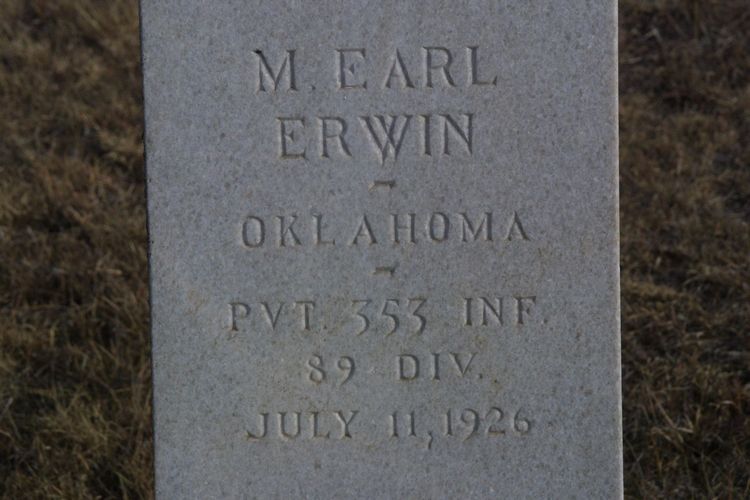 M. EARL
ERWIN
-
OKLAHOMA
-
PVT. 353 INF.
89 DIV.
JULY 11, 1926